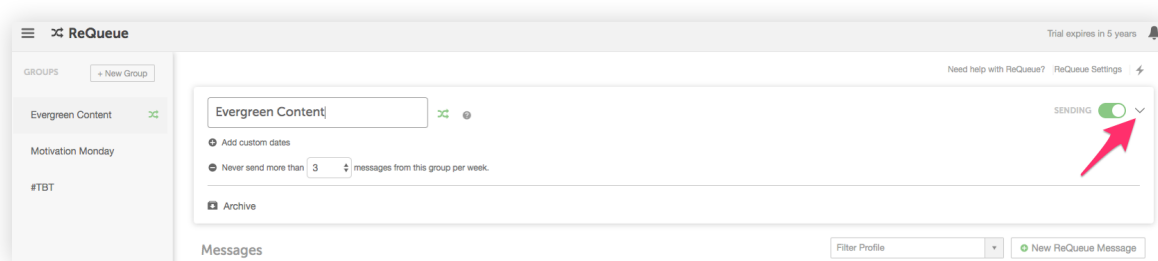 ReQueue
Trial expires in 5 years
GROUPS
+ New Group
Need help with ReQueue? ReQueue Settings
Evergreen Content
Motivation Monday
#TBT
Evergreen Content
SENDING
Add custom dates
Never send more than 3 messages from this group per week.
Archive
Messages
Filter Profile
New ReQueue Message